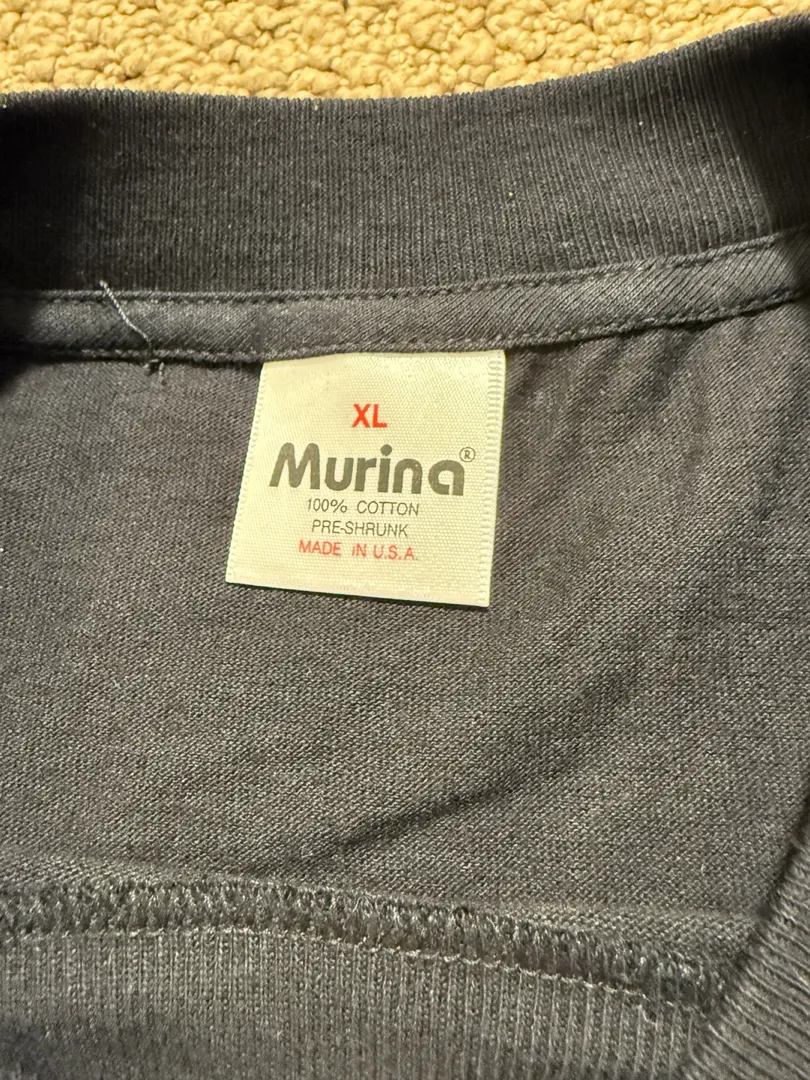 XL
Murina®
100% COTTON
PRE-SHRUNK
MADE IN U.S.A.